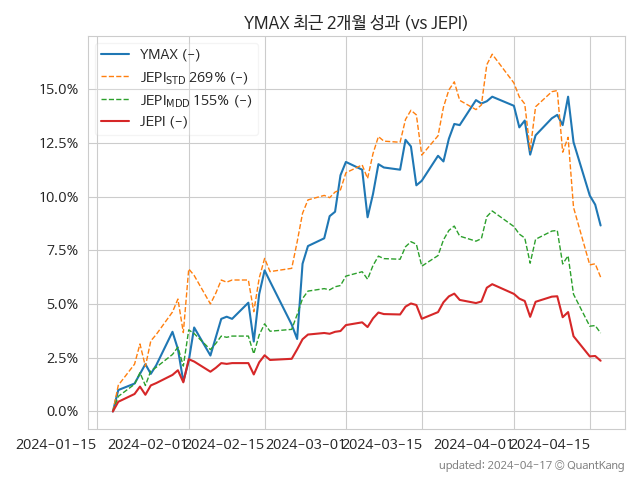 YMAX 최근 2개월 성과 (vs JEPI)
YMAX (-)
JEPI_STD 269% (-)
JEPI_MDD 155% (-)
JEPI (-)
15.0%
12.5%
10.0%
7.5%
5.0%
2.5%
0.0%
2024-01-15 2024-02-01 2024-02-15 2024-03-01 2024-03-15 2024-04-01 2024-04-15
updated: 2024-04-17 © QuantKang